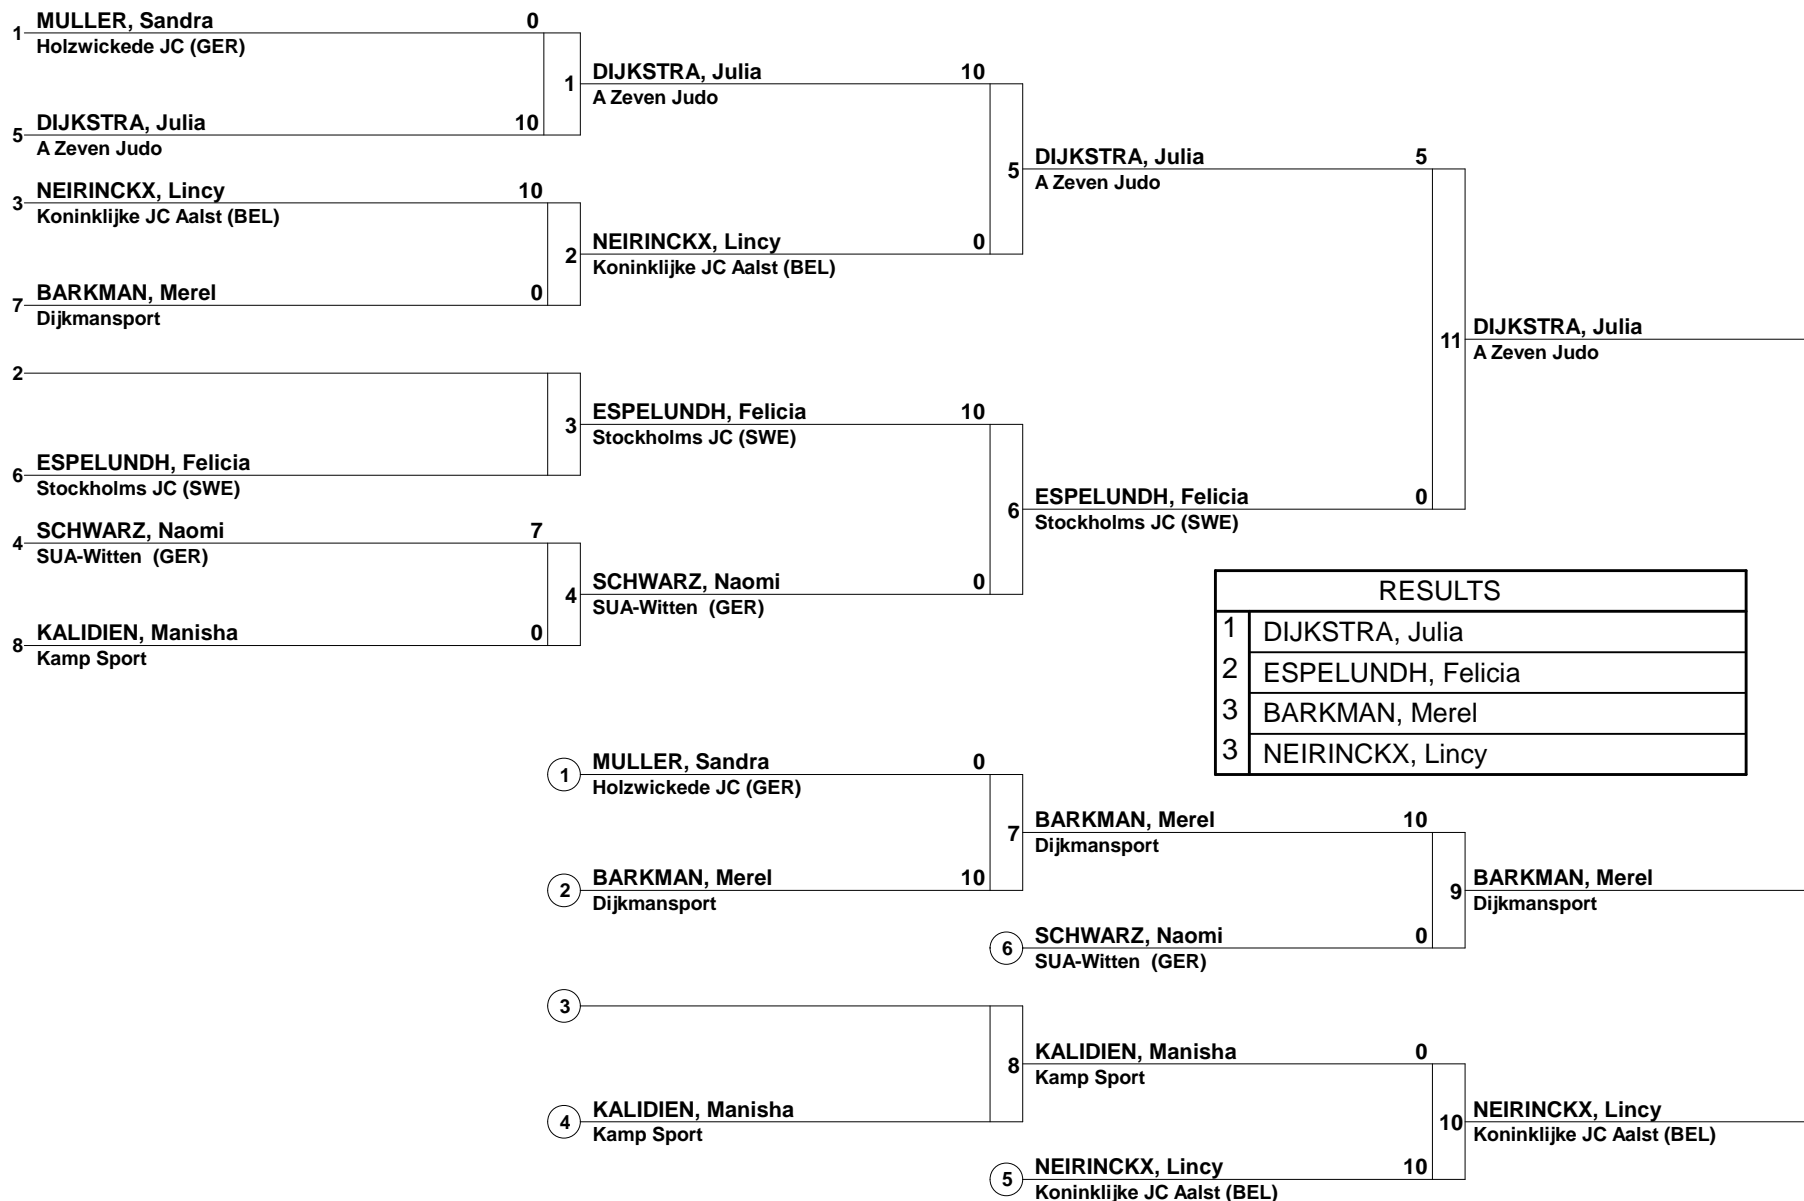 MULLER, Sandra 0
1
Holzwickede JC (GER)
1
DIJKSTRA, Julia 10
A Zeven Judo
DIJKSTRA, Julia 10
5
A Zeven Judo
5
DIJKSTRA, Julia 5
A Zeven Judo
NEIRINCKX, Lincy 10
3
Koninklijke JC Aalst (BEL)
2
NEIRINCKX, Lincy 0
Koninklijke JC Aalst (BEL)
BARKMAN, Merel 0
7
Dijkmansport
11
DIJKSTRA, Julia
A Zeven Judo
2
3
ESPELUNDH, Felicia 10
Stockholms JC (SWE)
ESPELUNDH, Felicia
6
Stockholms JC (SWE)
6
ESPELUNDH, Felicia 0
Stockholms JC (SWE)
SCHWARZ, Naomi 7
4
SUA-Witten (GER)
4
SCHWARZ, Naomi 0
SUA-Witten (GER)
KALIDIEN, Manisha 0
8
Kamp Sport
RESULTS
1 DIJKSTRA, Julia
2 ESPELUNDH, Felicia
3 BARKMAN, Merel
3 NEIRINCKX, Lincy
MULLER, Sandra 0
1
Holzwickede JC (GER)
7
BARKMAN, Merel 10
Dijkmansport
BARKMAN, Merel 10
2
Dijkmansport
9
BARKMAN, Merel
Dijkmansport
SCHWARZ, Naomi 0
6
SUA-Witten (GER)
3
8
KALIDIEN, Manisha 0
Kamp Sport
KALIDIEN, Manisha
4
Kamp Sport
10
NEIRINCKX, Lincy
Koninklijke JC Aalst (BEL)
NEIRINCKX, Lincy 10
5
Koninklijke JC Aalst (BEL)